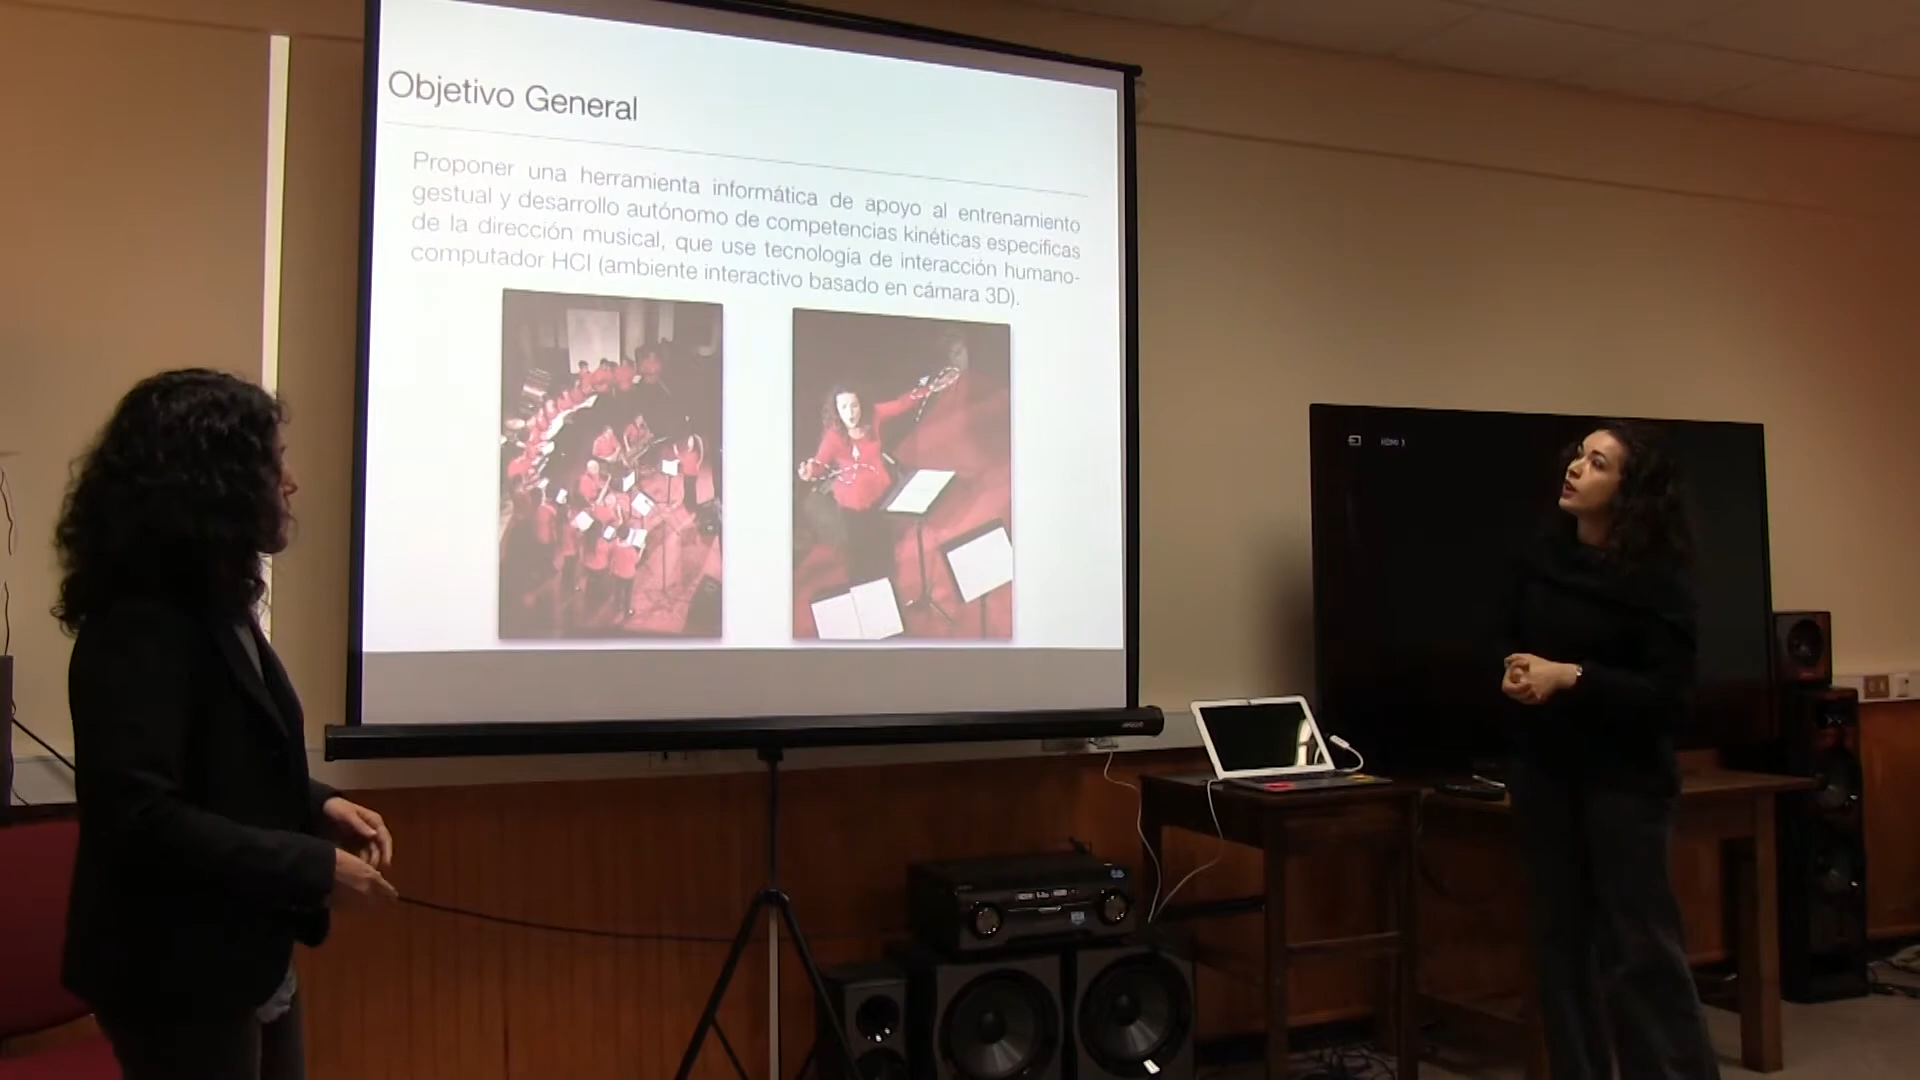 Objetivo General
Proponer una herramienta informática de apoyo al entrenamiento
gestual y desarrollo autónomo de competencias kinéticas específicas
de la dirección musical, que use tecnología de interacción humano-
computador HCI (ambiente interactivo basado en cámara 3D).